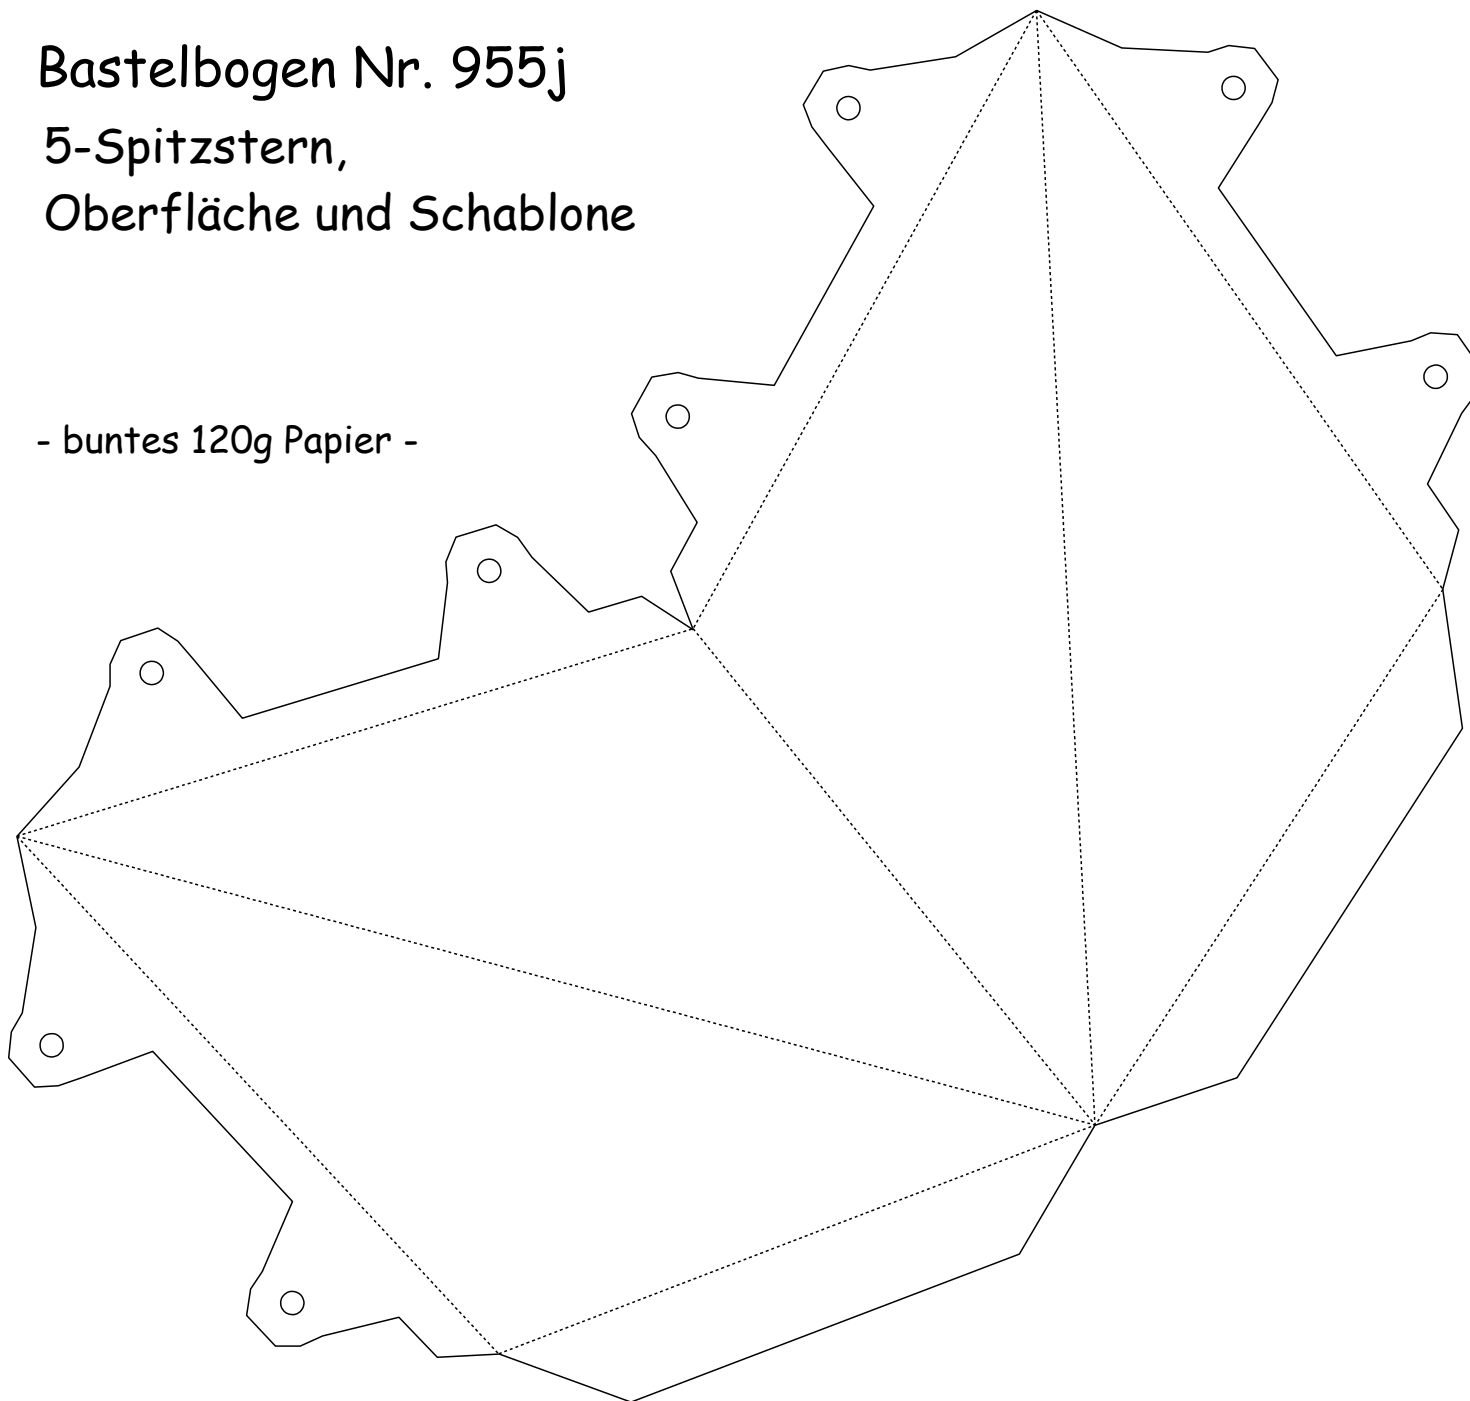 Bastelbogen Nr. 955j
5-Spitzstern,
Oberfläche und Schablone
- buntes 120g Papier -